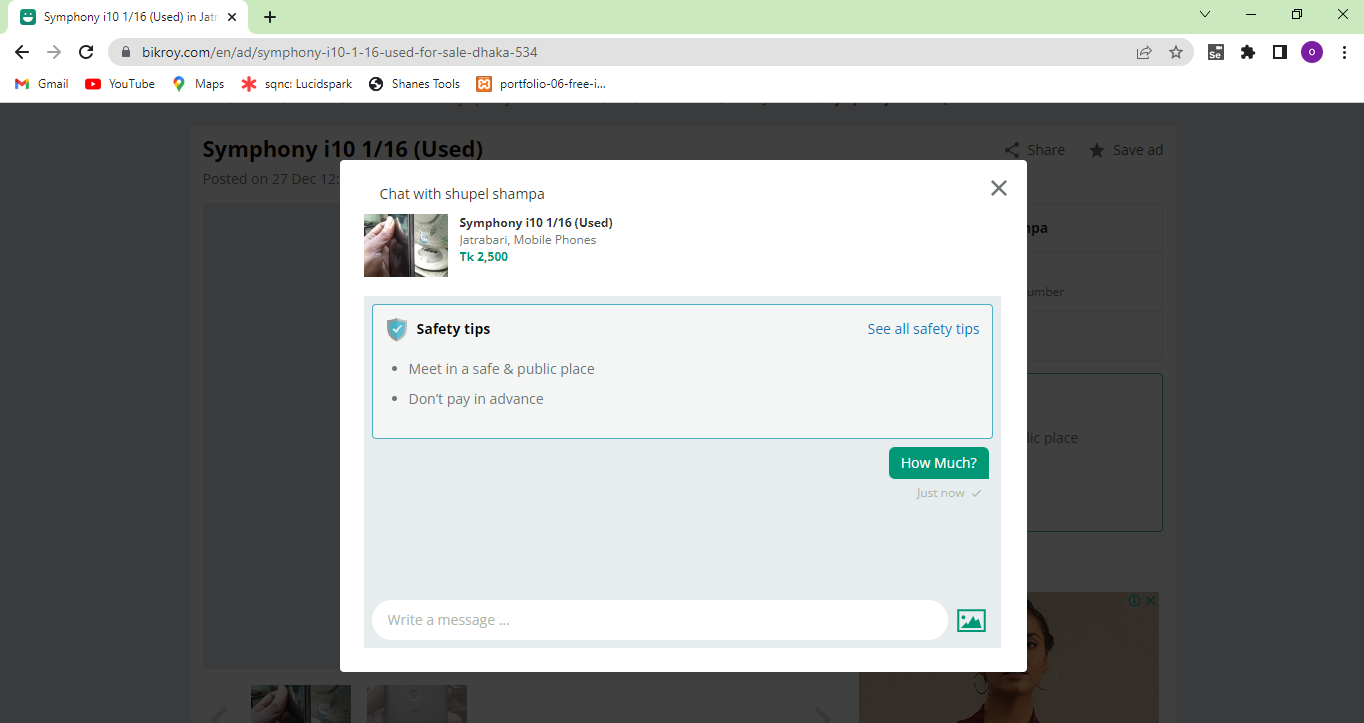 Symphony i10 1/16 (Used) in Jatr
bikroy.com/en/ad/symphony-i10-1-16-used-for-sale-dhaka-534
Se
O
Gmail
YouTube
Maps
sqnc: Lucidspark
Shanes Tools
portfolio-06-free-i...
Symphony i10 1/16 (Used)
Share
Save ad
Posted on 27 Dec 12:
Chat with shupel shampa
Symphony i10 1/16 (Used)
Jatrabari, Mobile Phones
Tk 2,500
npa
umber
Safety tips
See all safety tips
Meet in a safe & public place
Don't pay in advance
lic place
How Much?
Just now
Write a message ...